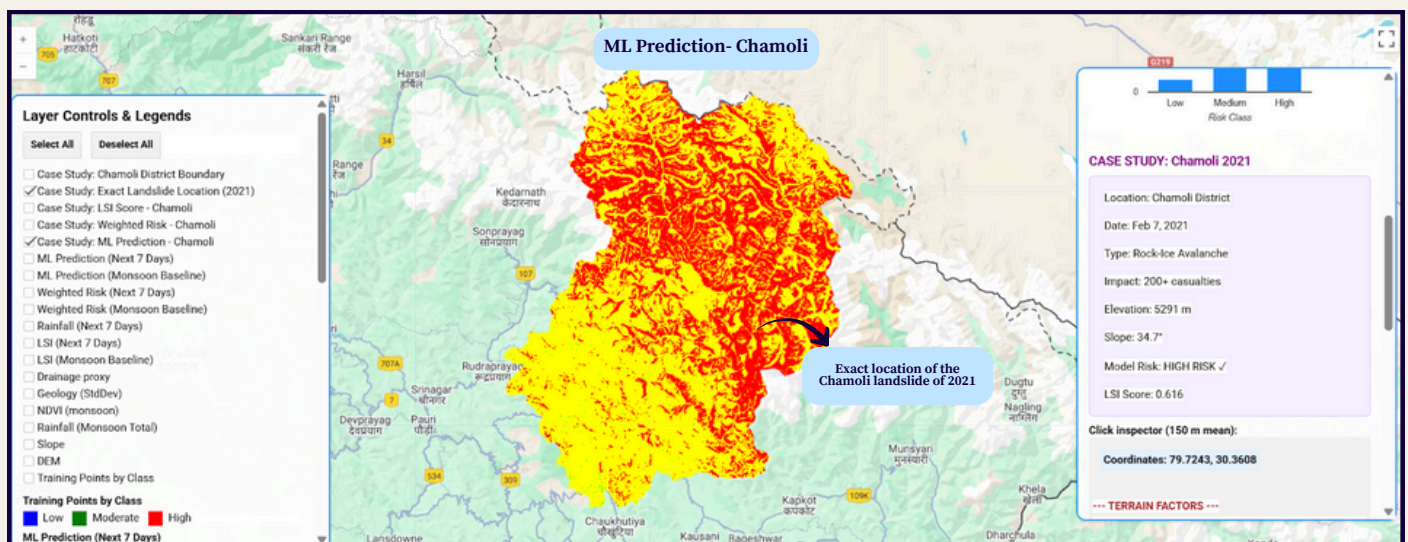 रोहडू
Hatkoti
हाटकोटी
705
707
Sankari Range
सांकरी रेंज
Harsil
हर्षिल
ML Prediction- Chamoli
G219
34
Range
रेंज
Kedarnath
केदारनाथ
Sonprayag
सोनप्रयाग
107
707A
Rudraprayag
रूद्रप्रयाग
7
Srinagar
श्रीनगर
Devprayag
देवप्रयाग
Pauri
पौड़ी
534
309
Chaukhutiya
चौखुटिया
Lansdowne
Kausani
Bageshwar
Kapkot
कपकोट
109K
Munsyari
मुनस्यारी
Dugtu
दुग्तु
Nagling
नागलिंग
Khela
खेला
Dharchula
Exact location of the
Chamoli landslide of 2021
+
−
Layer Controls & Legends
Select All
Deselect All
Case Study: Chamoli District Boundary
Case Study: Exact Landslide Location (2021)
Case Study: LSI Score - Chamoli
Case Study: Weighted Risk - Chamoli
Case Study: ML Prediction - Chamoli
ML Prediction (Next 7 Days)
ML Prediction (Monsoon Baseline)
Weighted Risk (Next 7 Days)
Weighted Risk (Monsoon Baseline)
Rainfall (Next 7 Days)
LSI (Next 7 Days)
LSI (Monsoon Baseline)
Drainage proxy
Geology (StdDev)
NDVI (monsoon)
Rainfall (Monsoon Total)
Slope
DEM
Training Points by Class
Training Points by Class
Low Moderate High
ML Prediction (Next 7 Days)
0
Low Medium High
Risk Class
CASE STUDY: Chamoli 2021
Location: Chamoli District
Date: Feb 7, 2021
Type: Rock-Ice Avalanche
Impact: 200+ casualties
Elevation: 5291 m
Slope: 34.7°
Model Risk: HIGH RISK ✓
LSI Score: 0.616
Click inspector (150 m mean):
Coordinates: 79.7243, 30.3608
--- TERRAIN FACTORS ---